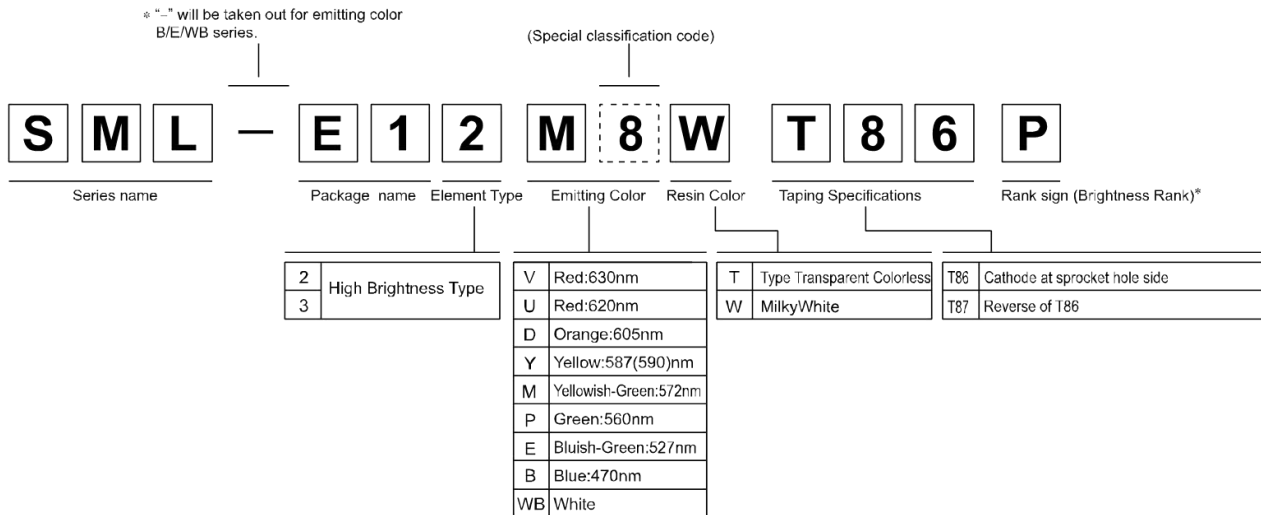 * "–" will be taken out for emitting color
B/E/WB series.
(Special classification code)
S M L – E 1 2 M 8 W T 8 6 P
Series name Package name Element Type Emitting Color Resin Color Taping Specifications Rank sign (Brightness Rank)*
2
3
High Brightness Type
V Red:630nm
U Red:620nm
D Orange:605nm
Y Yellow:587(590)nm
M Yellowish-Green:572nm
P Green:560nm
E Bluish-Green:527nm
B Blue:470nm
WB White
T Type Transparent Colorless
W MilkyWhite
T86 Cathode at sprocket hole side
T87 Reverse of T86